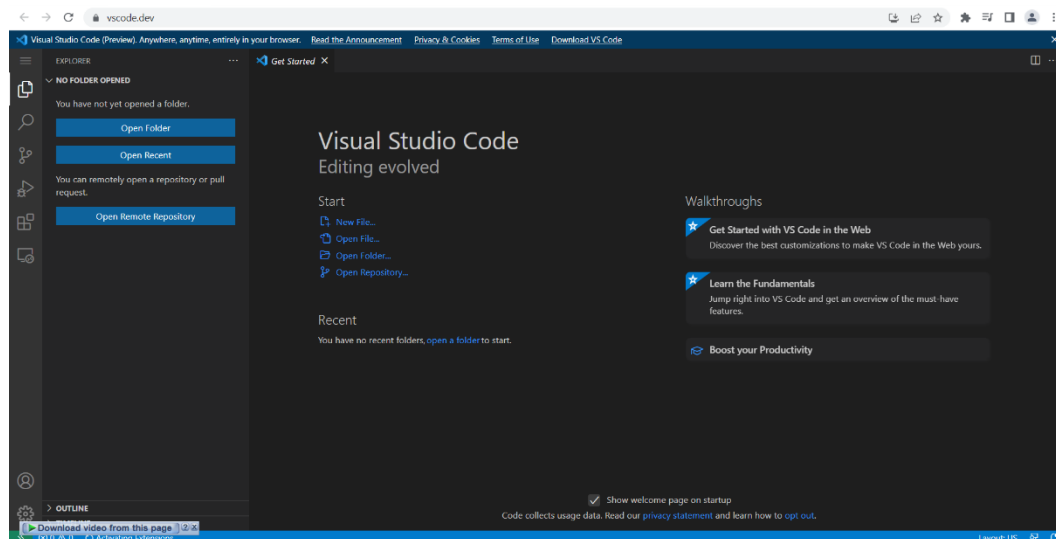 vscode.dev
Visual Studio Code (Preview). Anywhere, anytime, entirely in your browser. Read the Announcement Privacy & Cookies Terms of Use Download VS Code
EXPLORER
Get Started
NO FOLDER OPENED
You have not yet opened a folder.
Open Folder
Open Recent
You can remotely open a repository or pull
request.
Open Remote Repository
Visual Studio Code
Editing evolved
Start
New File...
Open File...
Open Folder...
Open Repository...
Recent
You have no recent folders, open a folder to start.
Walkthroughs
Get Started with VS Code in the Web
Discover the best customizations to make VS Code in the Web yours.
Learn the Fundamentals
Jump right into VS Code and get an overview of the must-have
features.
Boost your Productivity
Show welcome page on startup
Code collects usage data. Read our privacy statement and learn how to opt out.
OUTLINE
Download video from this page 2
Activating Extensions...
Layout: US